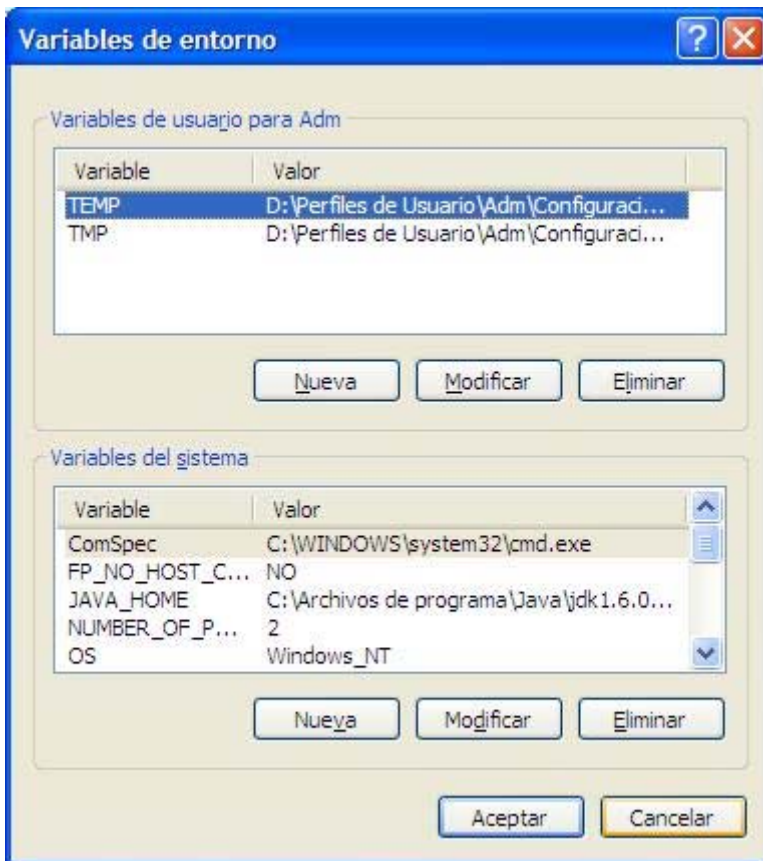 Variables de entorno
Variables de usuario para Adm
Variable Valor
TEMP D:\Perfiles de Usuario\Adm\Configuraci...
TMP D:\Perfiles de Usuario\Adm\Configuraci...
Nueva Modificar Eliminar
Variables del sistema
Variable Valor
ComSpec C:\WINDOWS\system32\cmd.exe
FP_NO_HOST_C... NO
JAVA_HOME C:\Archivos de programa\Java\jdk1.6.0...
NUMBER_OF_P... 2
OS Windows_NT
Nueva Modificar Eliminar
Aceptar Cancelar